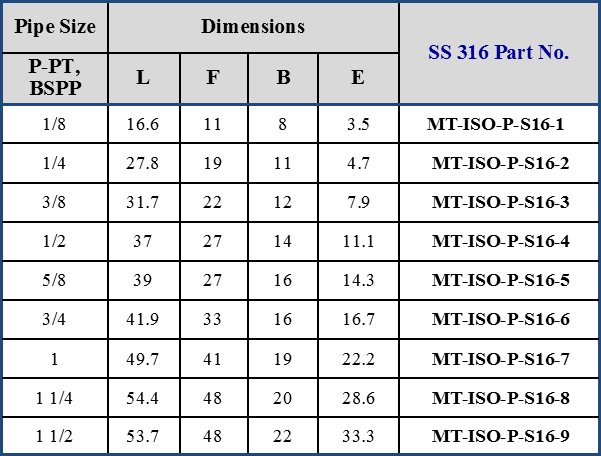 Pipe Size Dimensions SS 316 Part No.
P-PT, BSPP L F B E
1/8 16.6 11 8 3.5 MT-ISO-P-S16-1
1/4 27.8 19 11 4.7 MT-ISO-P-S16-2
3/8 31.7 22 12 7.9 MT-ISO-P-S16-3
1/2 37 27 14 11.1 MT-ISO-P-S16-4
5/8 39 27 16 14.3 MT-ISO-P-S16-5
3/4 41.9 33 16 16.7 MT-ISO-P-S16-6
1 49.7 41 19 22.2 MT-ISO-P-S16-7
1 1/4 54.4 48 20 28.6 MT-ISO-P-S16-8
1 1/2 53.7 48 22 33.3 MT-ISO-P-S16-9